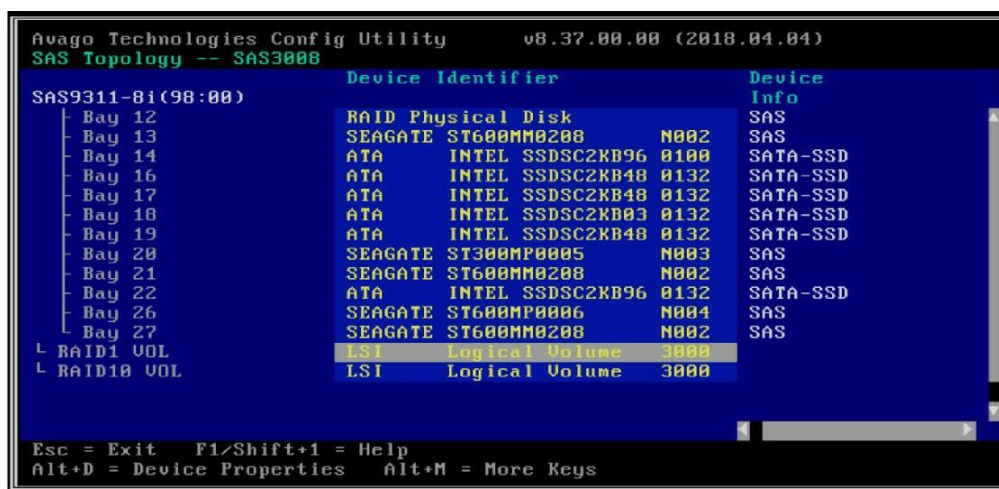 Avago Technologies Config Utility v8.37.00.00 (2018.04.04)
SAS Topology -- SAS3008
Device Identifier Device
SAS9311-8i(98:00) Info
Bay 12 RAID Physical Disk SAS
Bay 13 SEAGATE ST600MM0208 N002 SAS
Bay 14 ATA INTEL SSDSC2KB96 0100 SATA-SSD
Bay 16 ATA INTEL SSDSC2KB48 0132 SATA-SSD
Bay 17 ATA INTEL SSDSC2KB48 0132 SATA-SSD
Bay 18 ATA INTEL SSDSC2KB03 0132 SATA-SSD
Bay 19 ATA INTEL SSDSC2KB48 0132 SATA-SSD
Bay 20 SEAGATE ST300MP0005 N003 SAS
Bay 21 SEAGATE ST600MM0208 N002 SAS
Bay 22 ATA INTEL SSDSC2KB96 0132 SATA-SSD
Bay 26 SEAGATE ST600MP0006 N004 SAS
Bay 27 SEAGATE ST600MM0208 N002 SAS
RAID1 VOL LSI Logical Volume 3000
RAID10 VOL LSI Logical Volume 3000
Esc = Exit F1/Shift+1 = Help
Alt+D = Device Properties Alt+M = More Keys